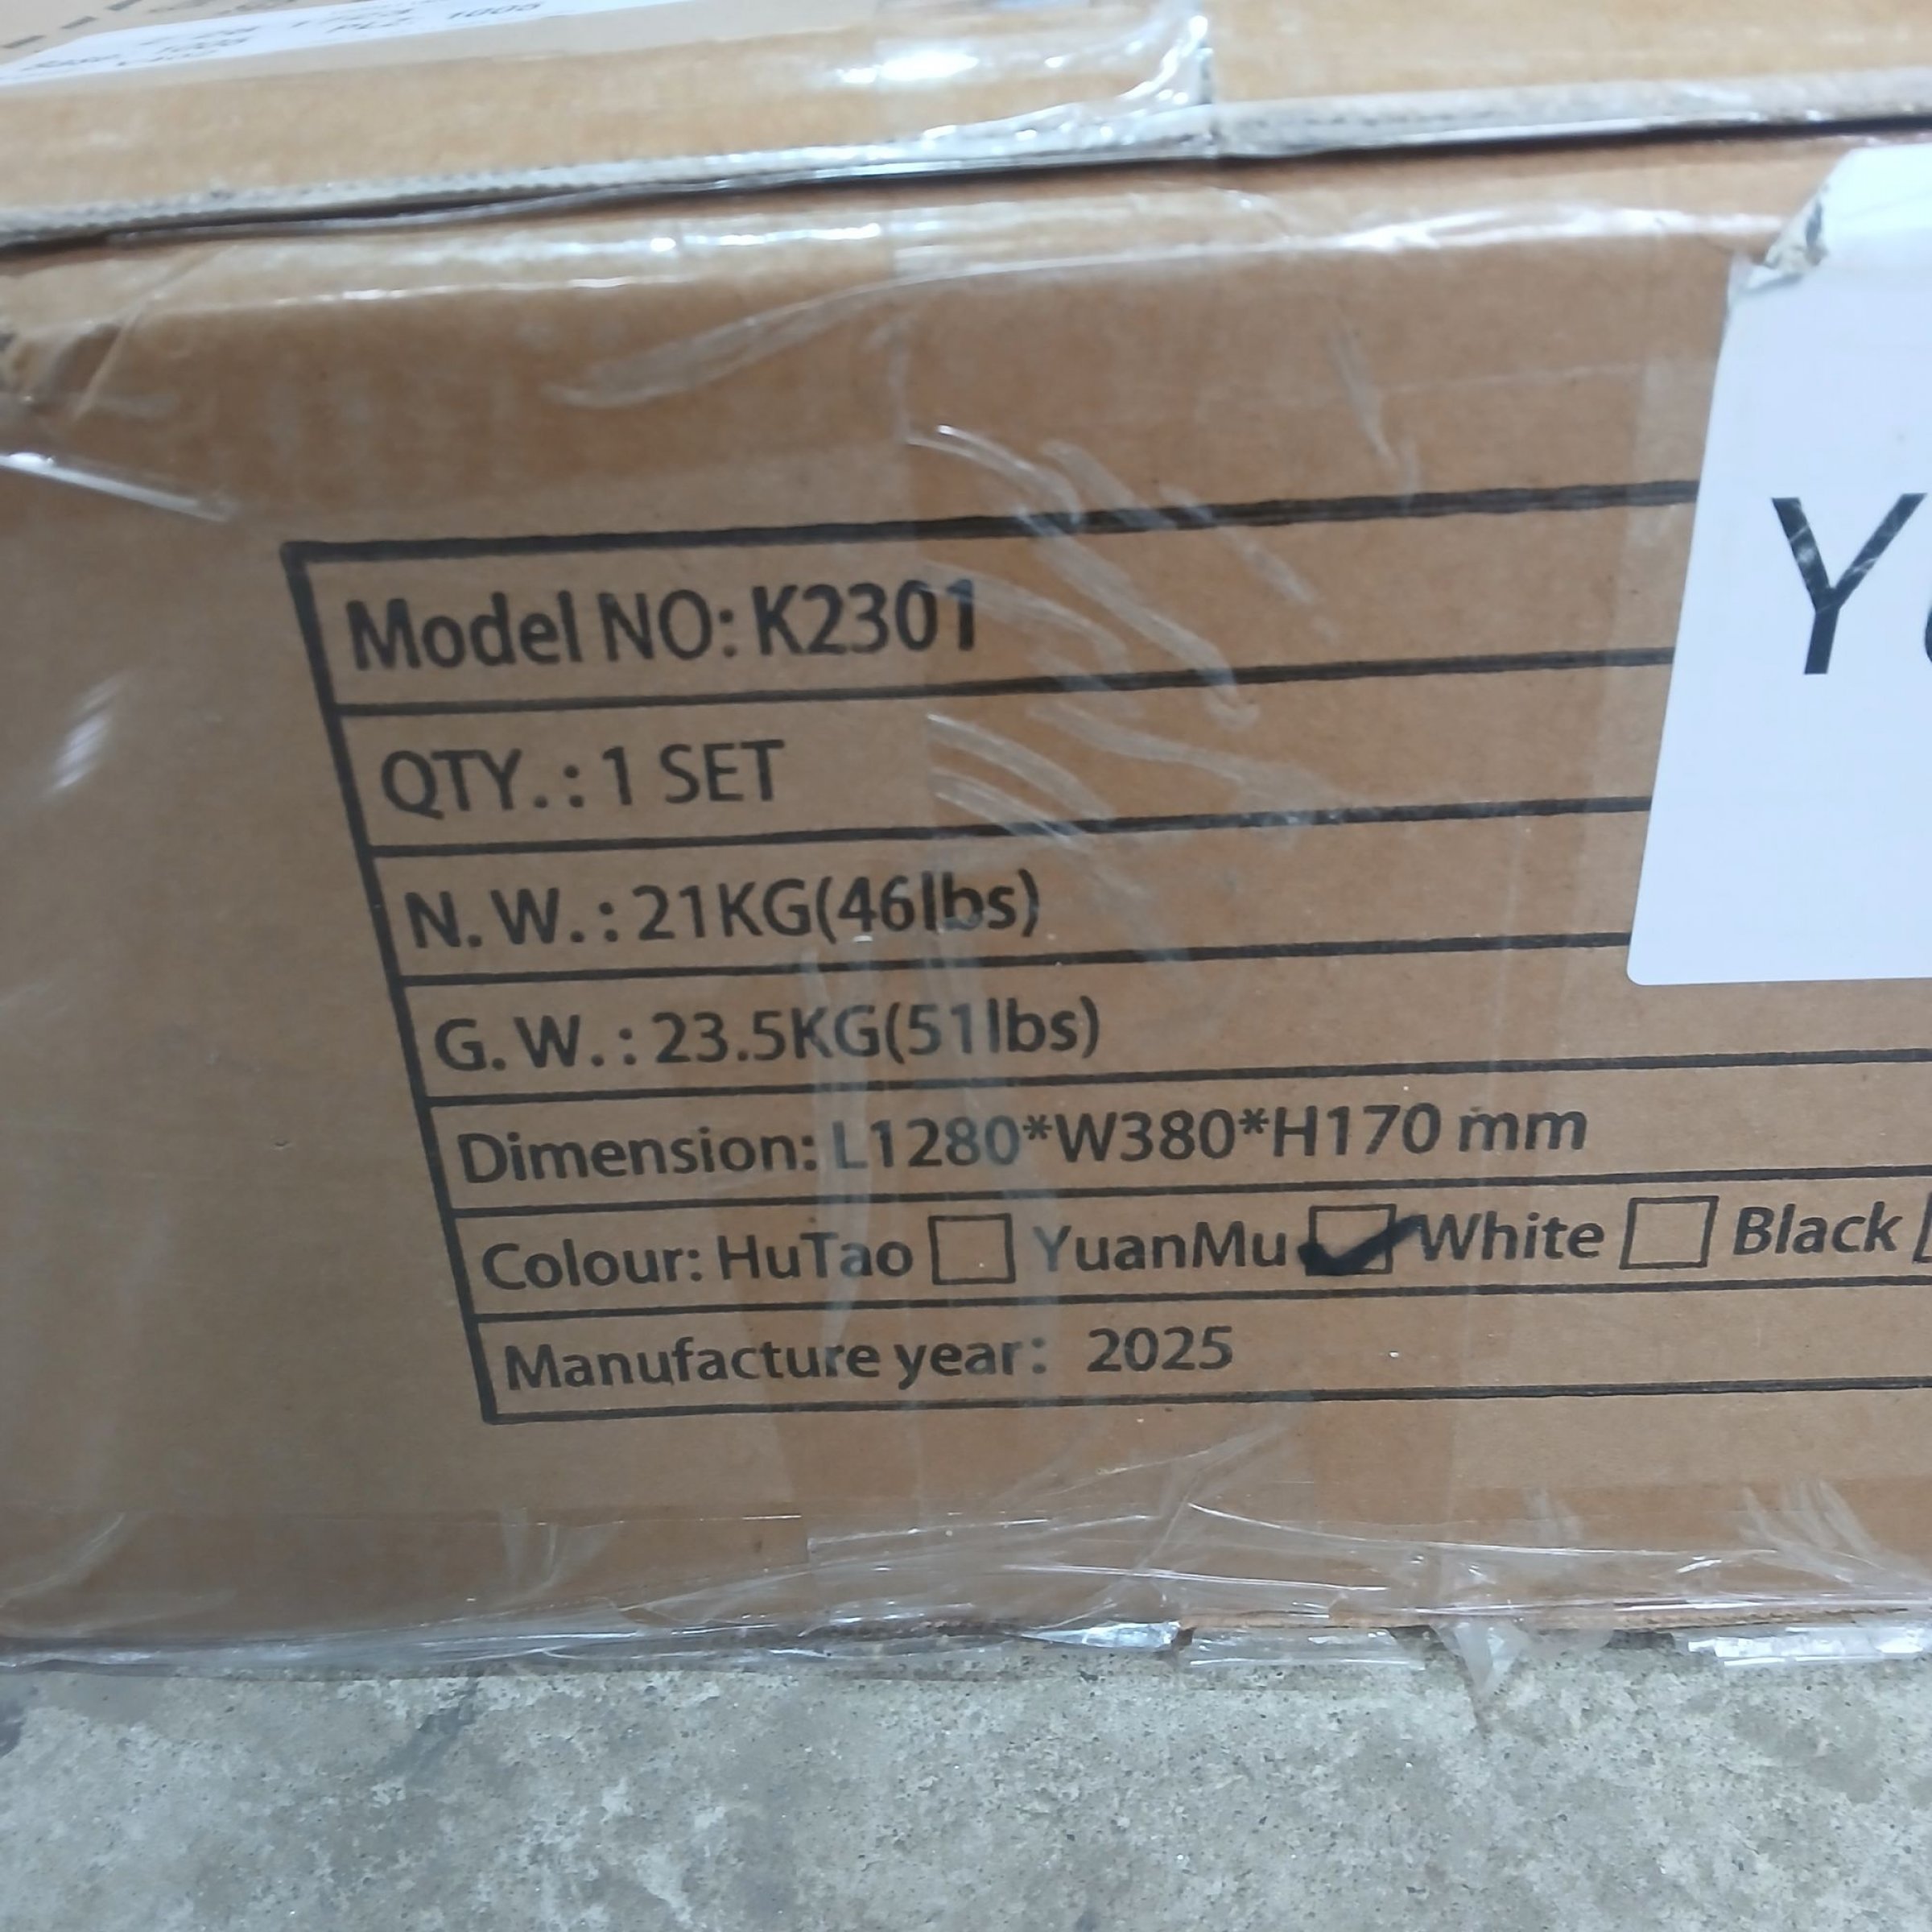 Model NO: K2301
QTY.: 1 SET
N. W.: 21KG(46lbs)
G. W.: 23.5KG(51lbs)
Dimension: L1280*W380*H170 mm
Colour: HuTao ☐ YuanMu ☑ White ☐ Black
Manufacture year: 2025
Y